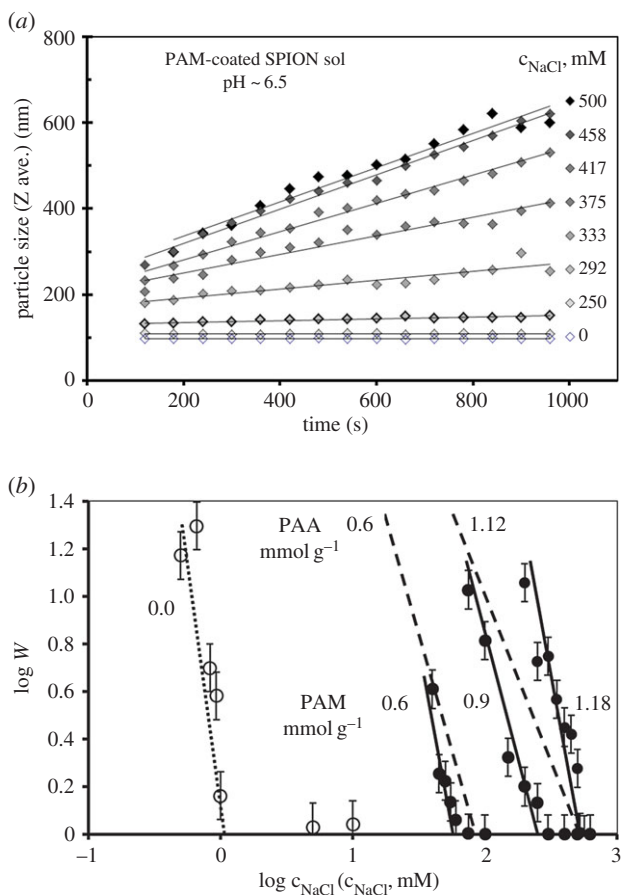 (a)
800
600
400
200
0
particle size (Z ave.) (nm)
PAM-coated SPION sol
pH ~ 6.5
c_NaCl, mM
500
458
417
375
333
292
250
0
0 200 400 600 800 1000
time (s)
(b)
1.4
1.2
1.0
0.8
0.6
0.4
0.2
0
log W
PAA 0.6 1.12
mmol g⁻¹
0.0
PAM 0.6 0.9 1.18
mmol g⁻¹
−1 0 1 2 3
log c_NaCl (c_NaCl, mM)